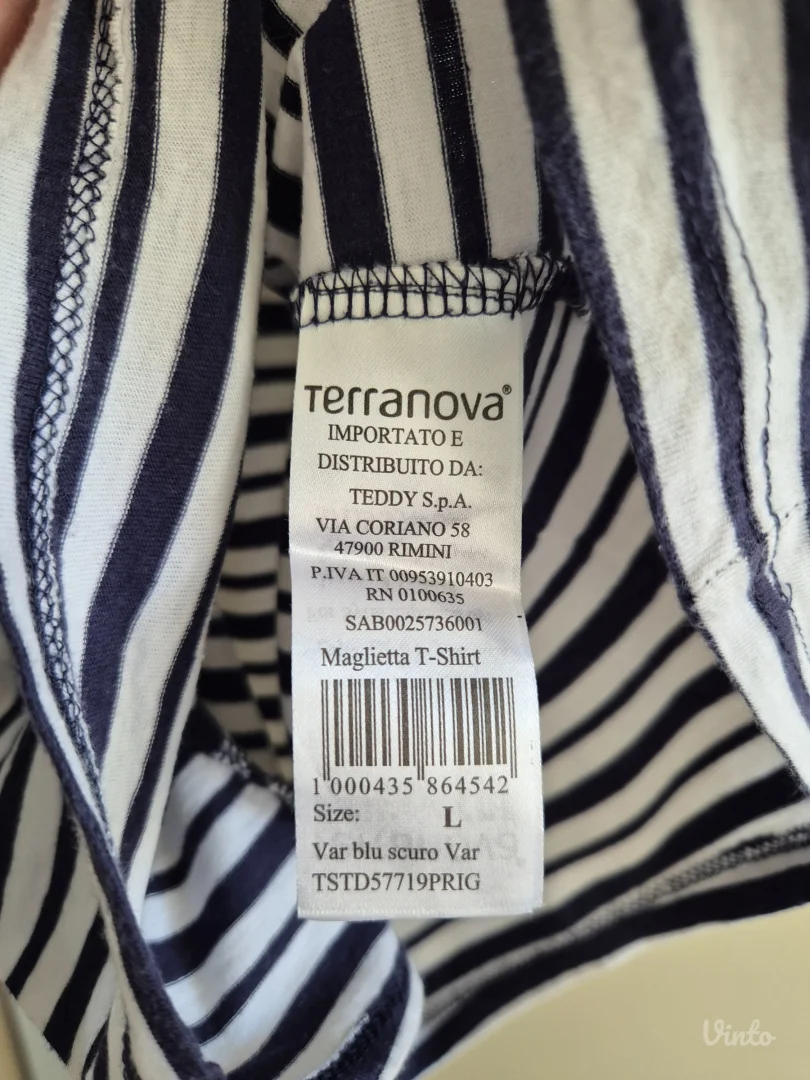 Terranova®
IMPORTATO E
DISTRIBUITO DA:
TEDDY S.p.A.
VIA CORIANO 58
47900 RIMINI
P.IVA IT 00953910403
RN 0100635
SAB0025736001
Maglietta T-Shirt
1 000435 864542
Size: L
Var blu scuro Var
TSTD57719PRIG
Vinto